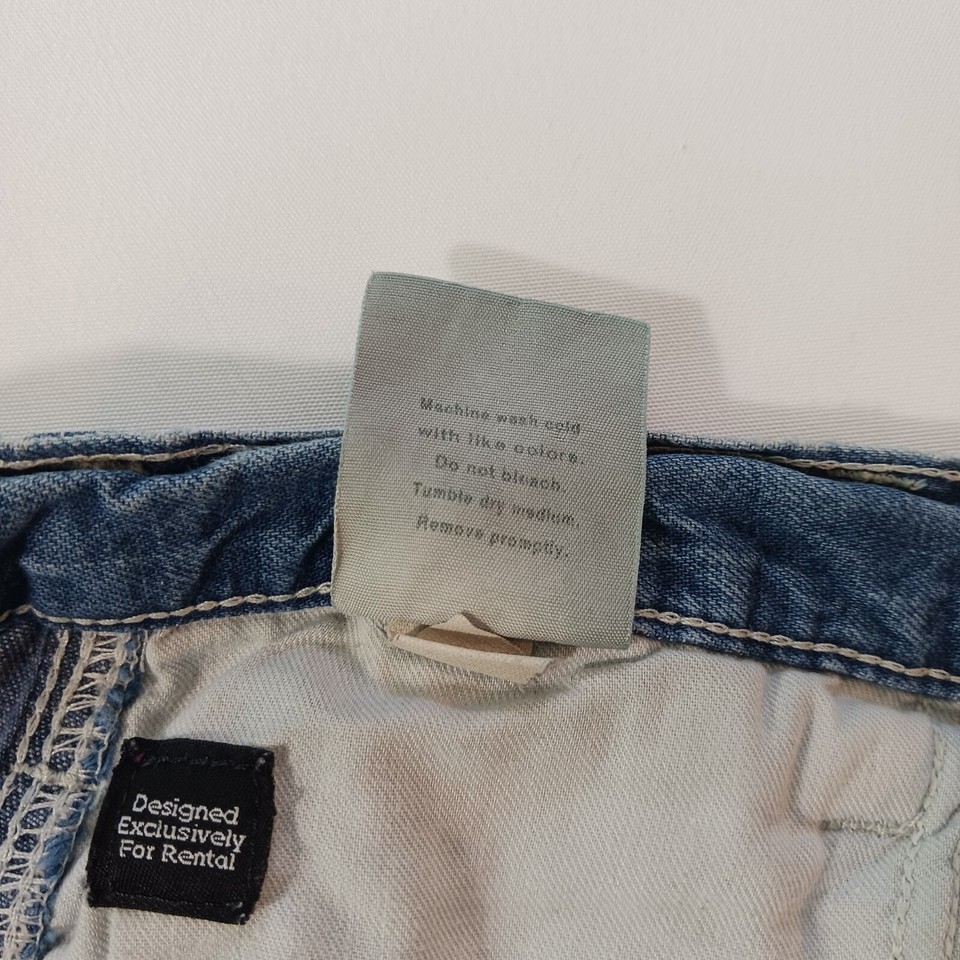 Machine wash cold
with like colors.
Do not bleach
Tumble dry medium.
Remove promptly.
Designed
Exclusively
For Rental